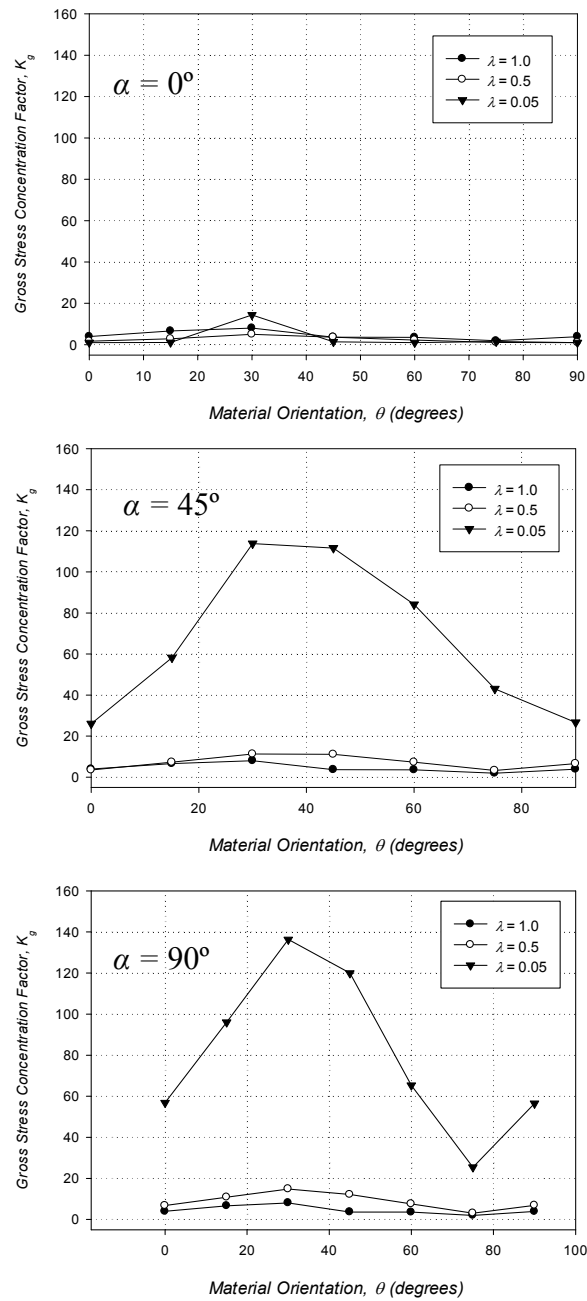 160
140
120
100
80
60
40
20
0
Gross Stress Concentration Factor, K_g
α = 0º
λ = 1.0
λ = 0.5
λ = 0.05
0 10 20 30 40 50 60 70 80 90
Material Orientation, θ (degrees)
160
140
120
100
80
60
40
20
0
Gross Stress Concentration Factor, K_g
α = 45º
λ = 1.0
λ = 0.5
λ = 0.05
0 20 40 60 80
Material Orientation, θ (degrees)
160
140
120
100
80
60
40
20
0
Gross Stress Concentration Factor, K_g
α = 90º
λ = 1.0
λ = 0.5
λ = 0.05
0 20 40 60 80 100
Material Orientation, θ (degrees)